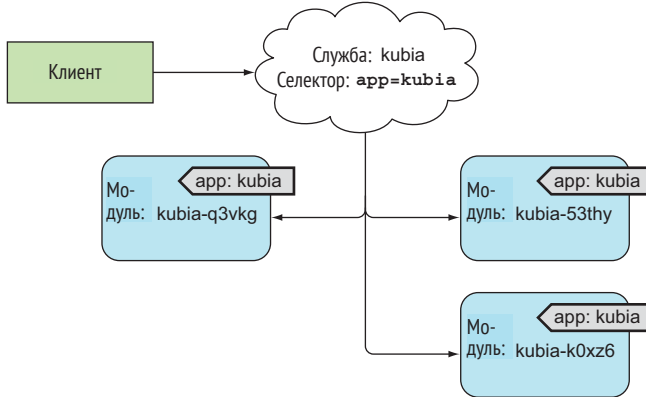 Клиент
Служба: kubia
Селектор: app=kubia
app: kubia
Мо-
дуль: kubia-q3vkg
app: kubia
Мо-
дуль: kubia-53thy
app: kubia
Мо-
дуль: kubia-k0xz6